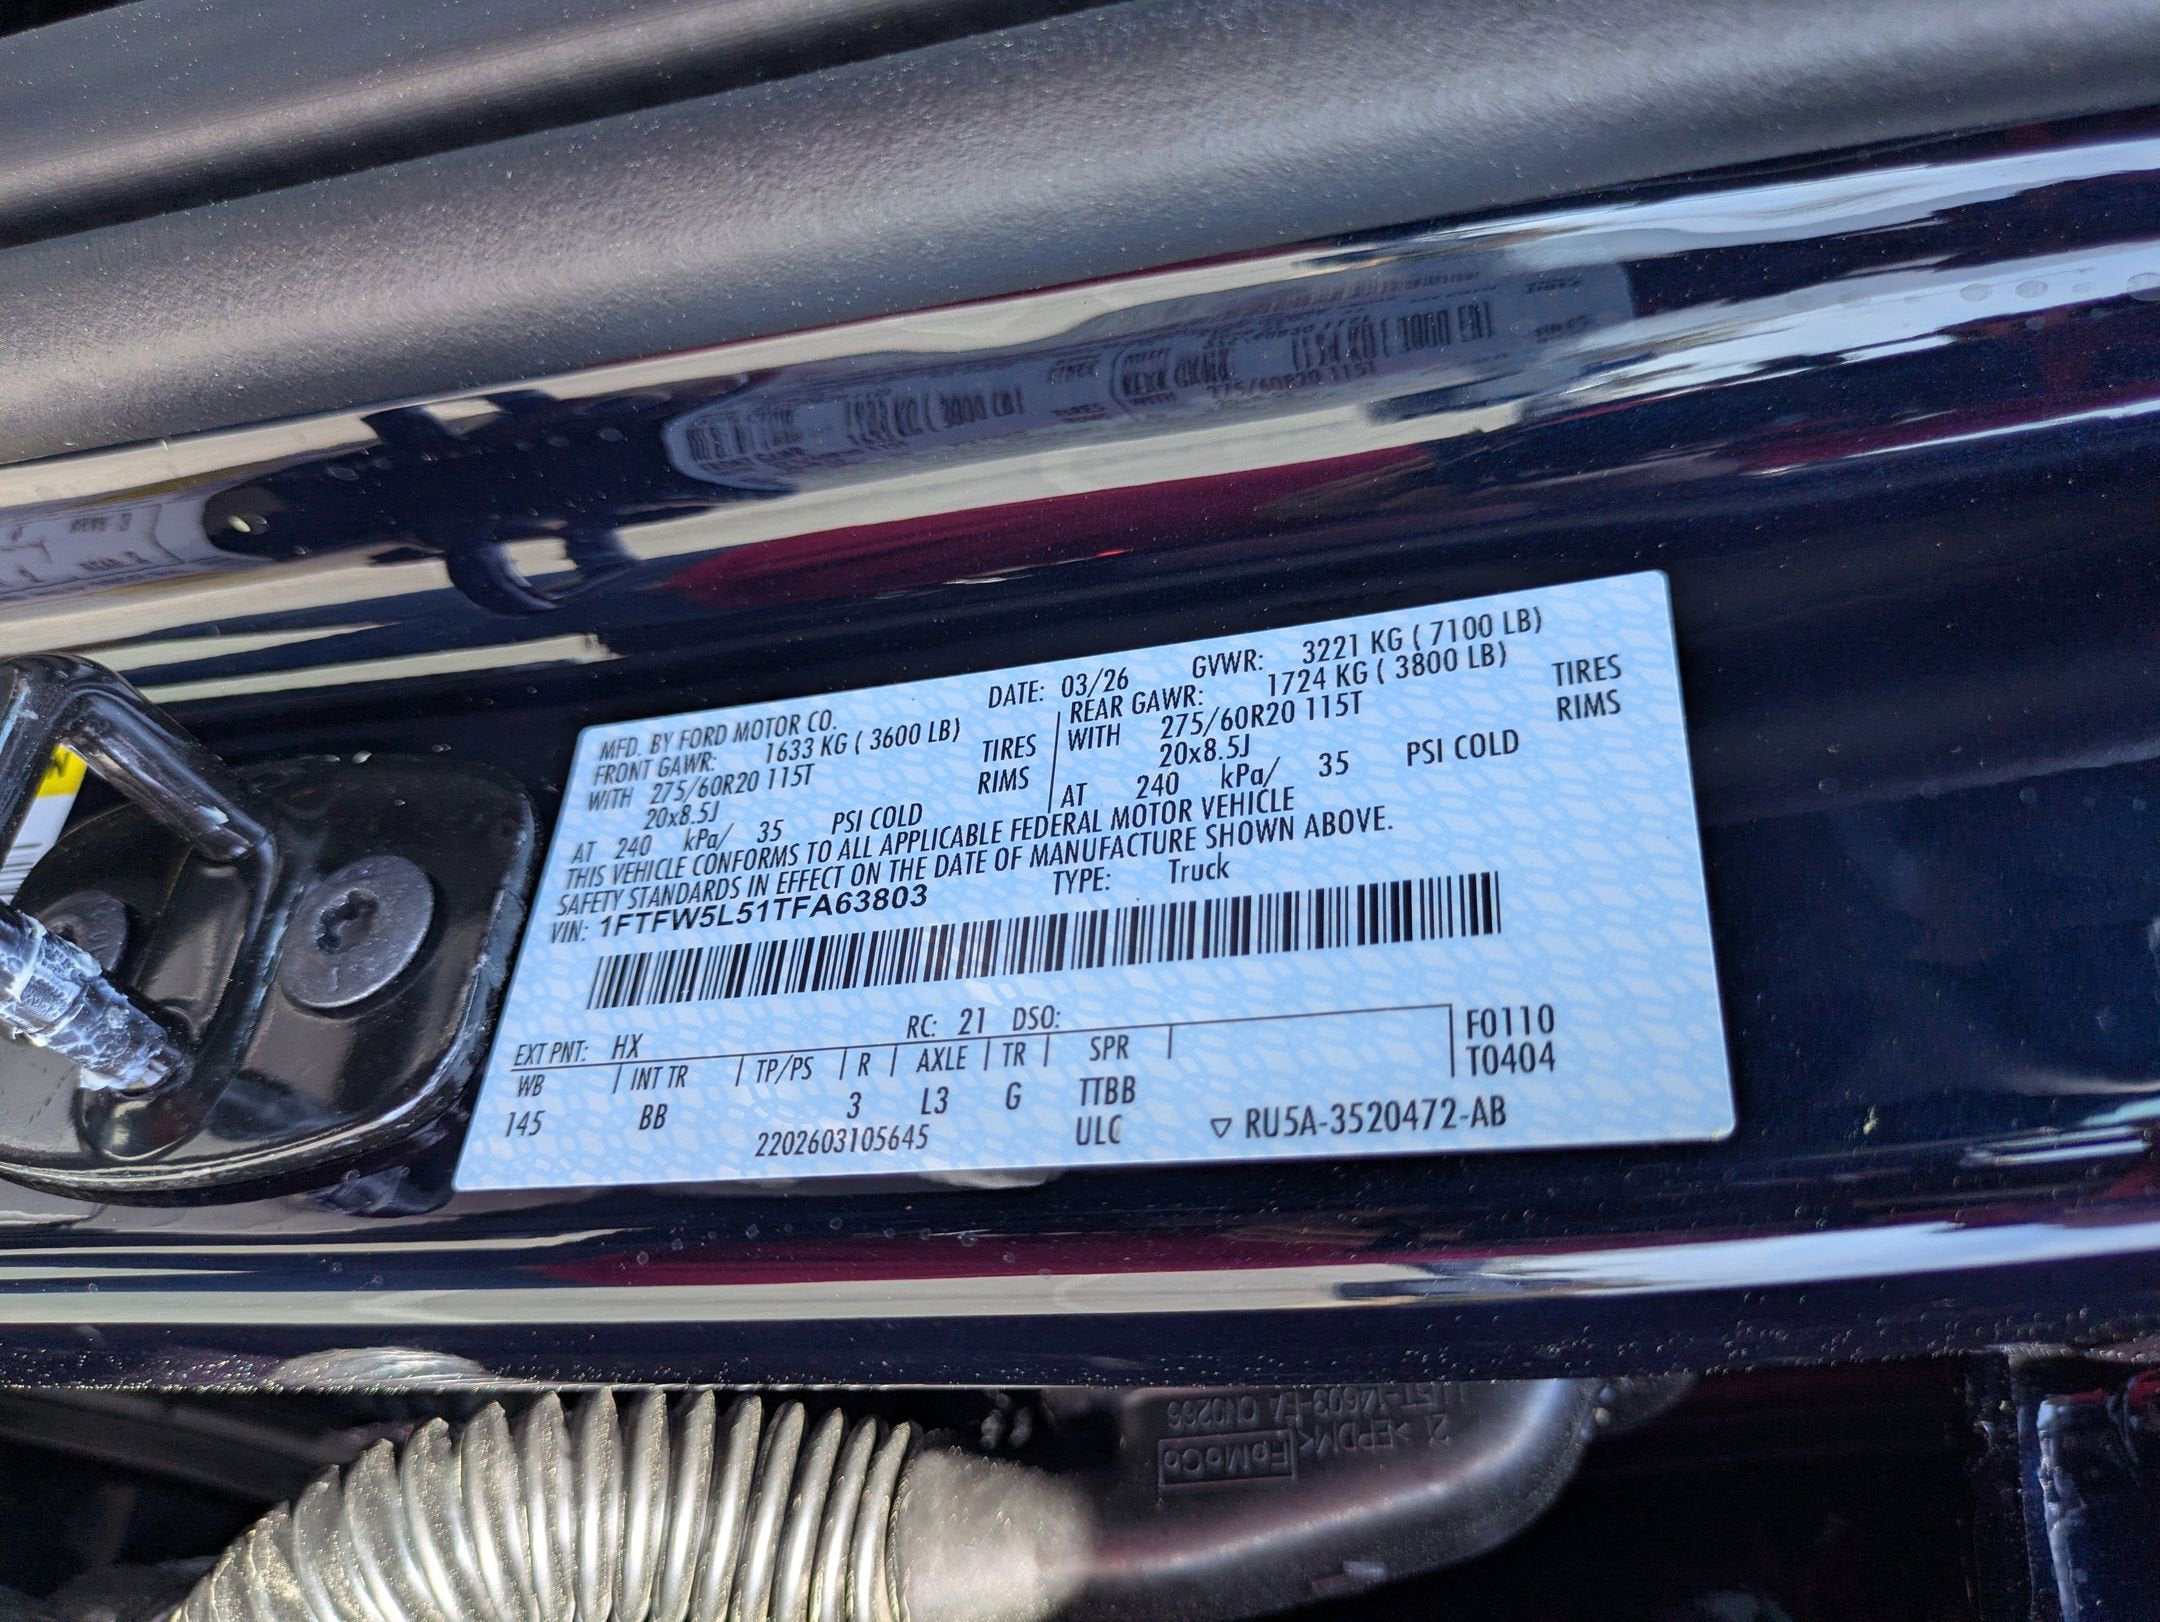 MFD. BY FORD MOTOR CO. DATE: 03/26 GVWR: 3221 KG ( 7100 LB)
FRONT GAWR: 1633 KG ( 3600 LB) REAR GAWR: 1724 KG ( 3800 LB)
WITH 275/60R20 115T TIRES WITH 275/60R20 115T TIRES
20x8.5J RIMS 20x8.5J RIMS
AT 240 kPa/ 35 PSI COLD AT 240 kPa/ 35 PSI COLD
THIS VEHICLE CONFORMS TO ALL APPLICABLE FEDERAL MOTOR VEHICLE
SAFETY STANDARDS IN EFFECT ON THE DATE OF MANUFACTURE SHOWN ABOVE.
VIN: 1FTFW5L51TFA63803 TYPE: Truck
EXT PNT: HX RC: 21 DSO: F0110
WB INT TR TP/PS R AXLE TR SPR T0404
145 BB 3 L3 G TTBB
2202603105645 ULC ▽ RU5A-3520472-AB
FoMoCo
>EPDM<